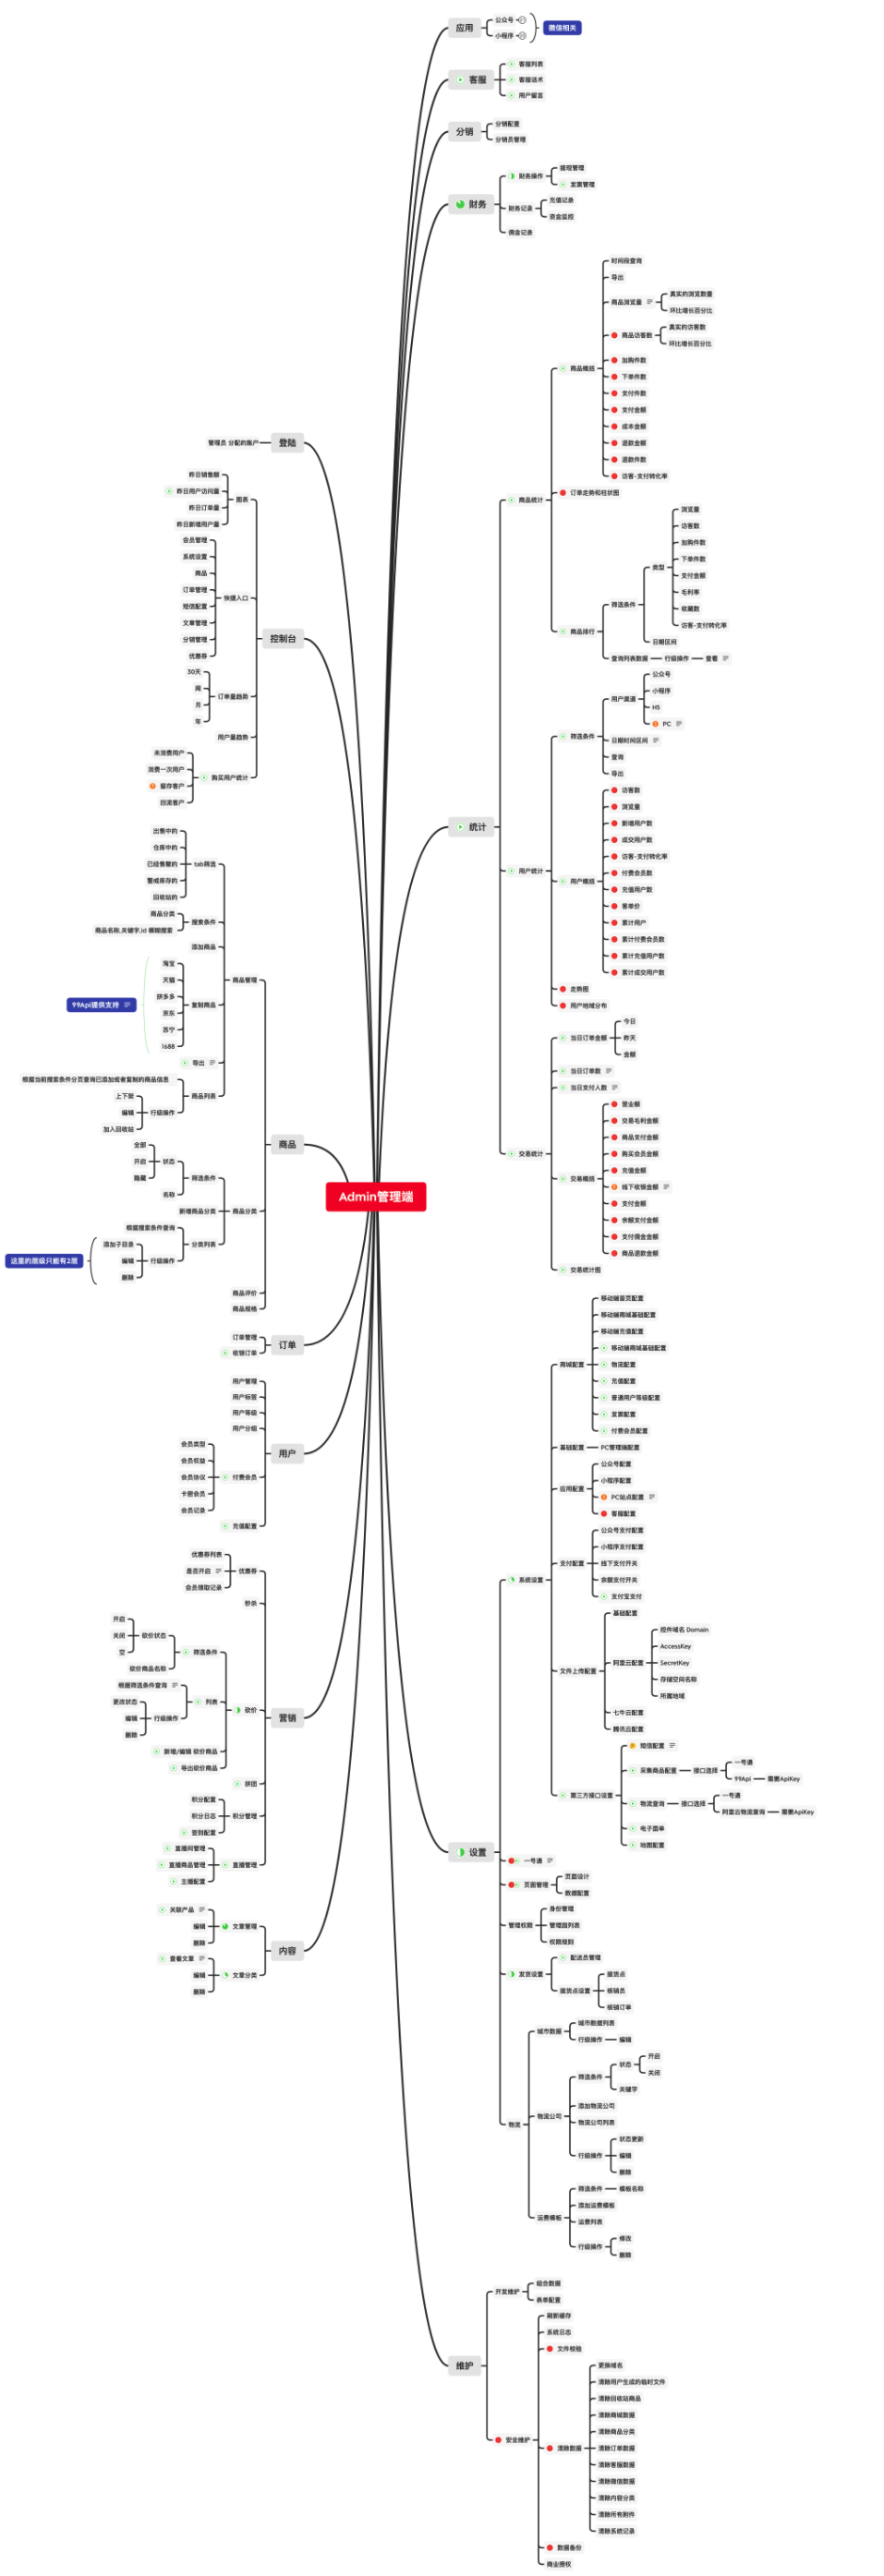 应用
公众号
小程序
微信相关
客服
客服列表
客服话术
用户留言
分销
分销配置
分销员管理
财务
财务操作
提现管理
发票管理
财务记录
充值记录
资金监控
佣金记录
统计
商品统计
商品概括
时间段查询
导出
商品浏览量
真实的浏览数量
环比增长百分比
商品访客数
真实的访客数
环比增长百分比
加购件数
下单件数
支付件数
支付金额
成本金额
退款金额
退款件数
访客-支付转化率
订单走势和柱状图
商品排行
筛选条件
类型
浏览量
访客数
加购件数
下单件数
支付金额
毛利率
收藏数
访客-支付转化率
日期区间
查询列表数据
行级操作
查看
用户统计
筛选条件
用户渠道
公众号
小程序
H5
PC
日期时间区间
查询
导出
用户概括
访客数
浏览量
新增用户数
成交用户数
访客-支付转化率
付费会员数
充值用户数
客单价
累计用户
累计付费会员数
累计充值用户数
累计成交用户数
走势图
用户地域分布
交易统计
当日订单金额
今日
昨天
金额
当日订单数
当日支付人数
交易概括
营业额
交易毛利金额
商品支付金额
购买会员金额
充值金额
线下收银金额
支付金额
余额支付金额
支付佣金金额
商品退款金额
交易统计图
设置
系统设置
商城配置
移动端首页配置
移动端商城基础配置
移动端充值配置
移动端商城基础配置
物流配置
充值配置
普通用户等级配置
发票配置
付费会员配置
基础配置
PC管理端配置
应用配置
公众号配置
小程序配置
PC站点配置
客服配置
支付配置
公众号支付配置
小程序支付配置
线下支付开关
余额支付开关
支付宝支付
文件上传配置
基础配置
阿里云配置
控件域名 Domain
AccessKey
SecretKey
存储空间名称
所属地域
七牛云配置
腾讯云配置
第三方接口设置
短信配置
采集商品配置
接口选择
一号通
99Api
需要ApiKey
物流查询
接口选择
一号通
阿里云物流查询
需要ApiKey
电子面单
地图配置
一号通
页面管理
页面设计
数据配置
管理权限
身份管理
管理园列表
权限规则
发货设置
配送员管理
提货点设置
提货点
核销员
核销订单
物流
城市数据
城市数据列表
行级操作
编辑
物流公司
筛选条件
状态
开启
关闭
关键字
添加物流公司
物流公司列表
行级操作
状态更新
编辑
删除
运费模板
筛选条件
模板名称
添加运费模板
运费列表
行级操作
修改
删除
维护
开发维护
组合数据
表单配置
安全维护
刷新缓存
系统日志
文件校验
清除数据
更换域名
清除用户生成的临时文件
清除回收站商品
清除商城数据
清除商品分类
清除订单数据
清除客服数据
清除微信数据
清除内容分类
清除所有附件
清除系统记录
数据备份
商业授权
Admin管理端
登陆
管理员 分配的账户
控制台
图表
昨日销售额
昨日用户访问量
昨日订单量
昨日新增用户量
快捷入口
会员管理
系统设置
商品
订单管理
短信配置
文章管理
分销管理
优惠券
订单量趋势
30天
周
月
年
用户量趋势
购买用户统计
未消费用户
消费一次用户
留存客户
回流客户
商品
商品管理
tab筛选
出售中的
仓库中的
已经售罄的
警戒库存的
回收站的
搜索条件
商品分类
商品名称,关键字,id 模糊搜索
添加商品
复制商品
淘宝
天猫
拼多多
京东
苏宁
1688
99Api提供支持
导出
商品列表
根据当前搜索条件分页查询已添加或者复制的商品信息
行级操作
上下架
编辑
加入回收站
商品分类
筛选条件
状态
全部
开启
隐藏
名称
新增商品分类
分类列表
根据搜索条件查询
行级操作
添加子目录
编辑
删除
这里的层级只能有2层
商品评价
商品规格
订单
订单管理
收银订单
用户
用户管理
用户标签
用户等级
用户分组
付费会员
会员类型
会员权益
会员协议
卡密会员
会员记录
充值配置
营销
优惠券
优惠券列表
是否开启
会员领取记录
秒杀
砍价
筛选条件
砍价状态
开启
关闭
空
砍价商品名称
列表
根据筛选条件查询
行级操作
更改状态
编辑
删除
新增/编辑 砍价商品
导出砍价商品
拼团
积分管理
积分配置
积分日志
签到配置
直播管理
直播间管理
直播商品管理
主播配置
内容
文章管理
关联产品
编辑
删除
文章分类
查看文章
编辑
删除